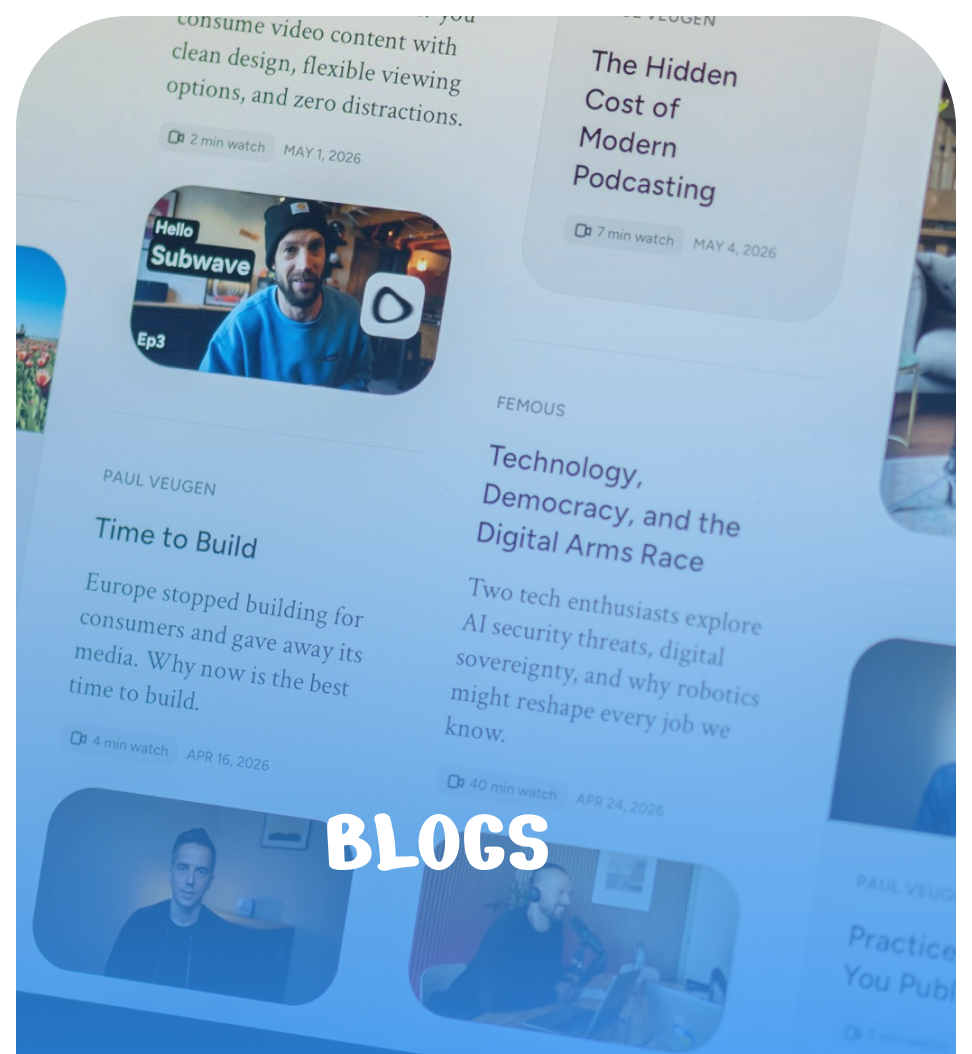 consume video content with
clean design, flexible viewing
options, and zero distractions.
2 min watch MAY 1, 2026
Hello
Subwave
Ep3
PAUL VEUGEN
Time to Build
Europe stopped building for
consumers and gave away its
media. Why now is the best
time to build.
4 min watch APR 16, 2026
VEUGEN
The Hidden
Cost of
Modern
Podcasting
7 min watch MAY 4, 2026
FEMOUS
Technology,
Democracy, and the
Digital Arms Race
Two tech enthusiasts explore
AI security threats, digital
sovereignty, and why robotics
might reshape every job we
know.
40 min watch APR 24, 2026
BLOGS
PAUL
Practice
You